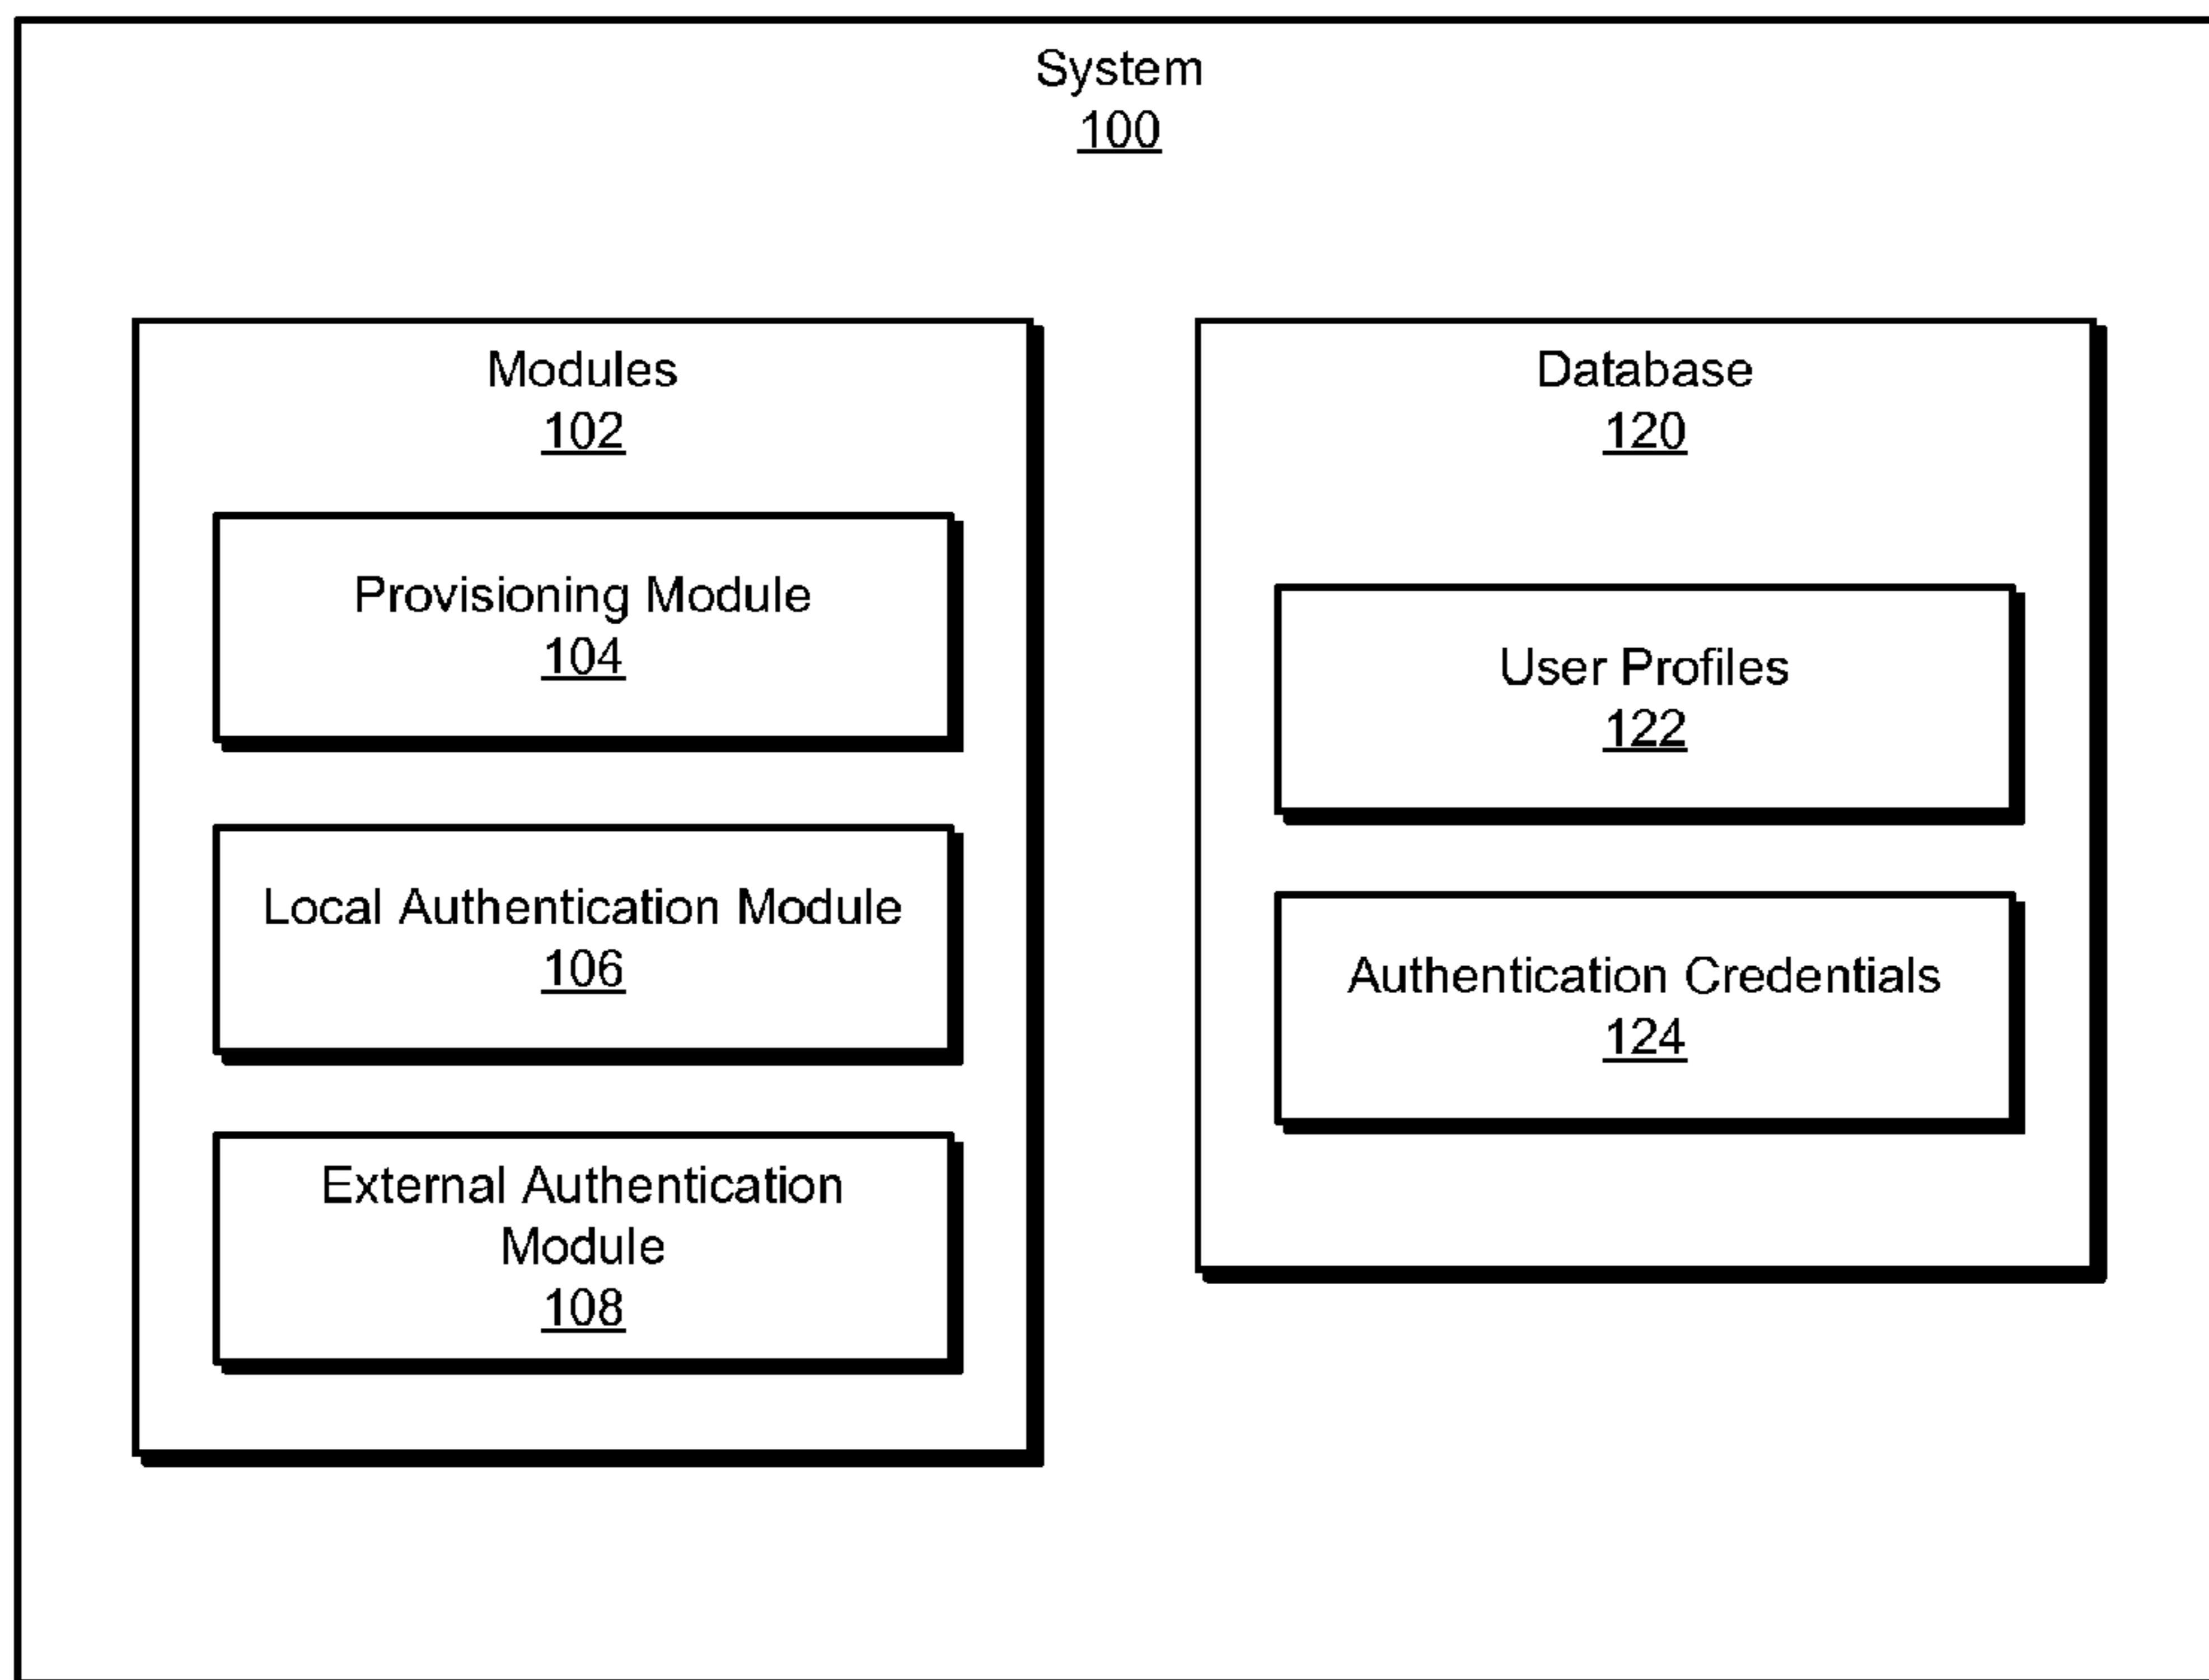 System
100
Modules
102
Provisioning Module
104
Local Authentication Module
106
External Authentication
Module
108
Database
120
User Profiles
122
Authentication Credentials
124